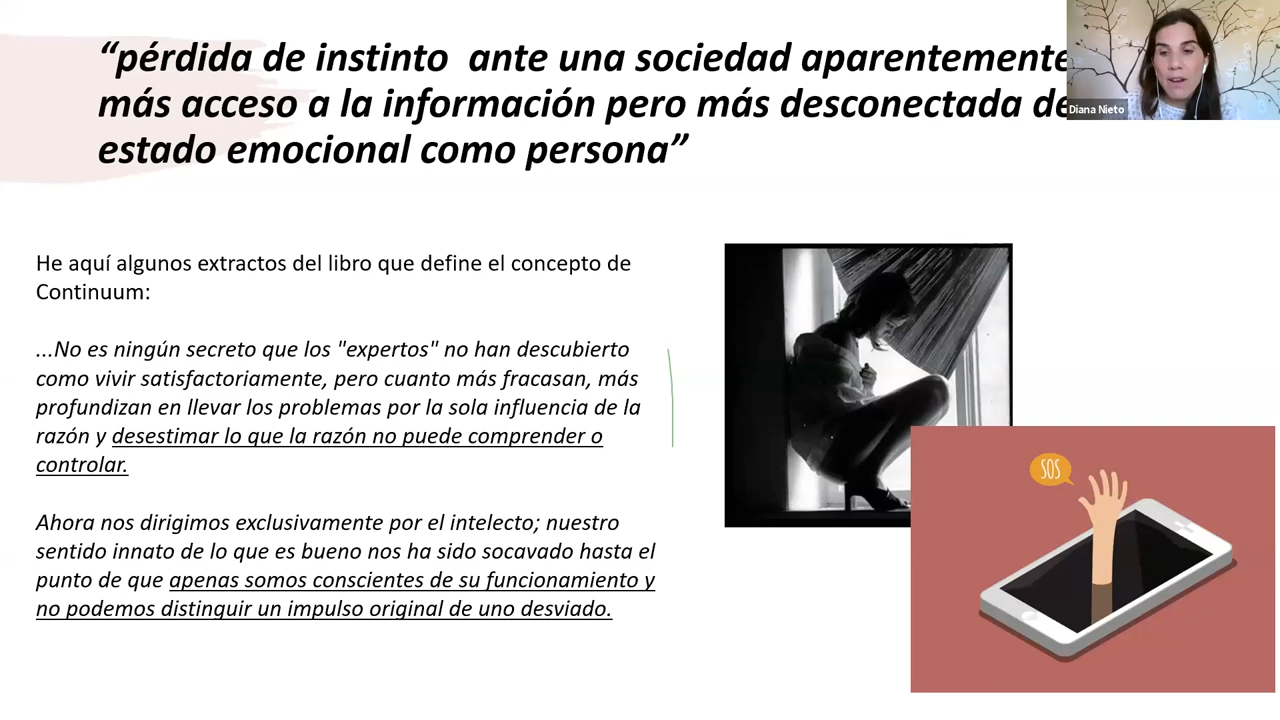 “pérdida de instinto ante una sociedad aparentemente
más acceso a la información pero más desconectada de
estado emocional como persona”
Diana Nieto
He aquí algunos extractos del libro que define el concepto de
Continuum:
...No es ningún secreto que los "expertos" no han descubierto
como vivir satisfactoriamente, pero cuanto más fracasan, más
profundizan en llevar los problemas por la sola influencia de la
razón y desestimar lo que la razón no puede comprender o
controlar.
Ahora nos dirigimos exclusivamente por el intelecto; nuestro
sentido innato de lo que es bueno nos ha sido socavado hasta el
punto de que apenas somos conscientes de su funcionamiento y
no podemos distinguir un impulso original de uno desviado.
SOS